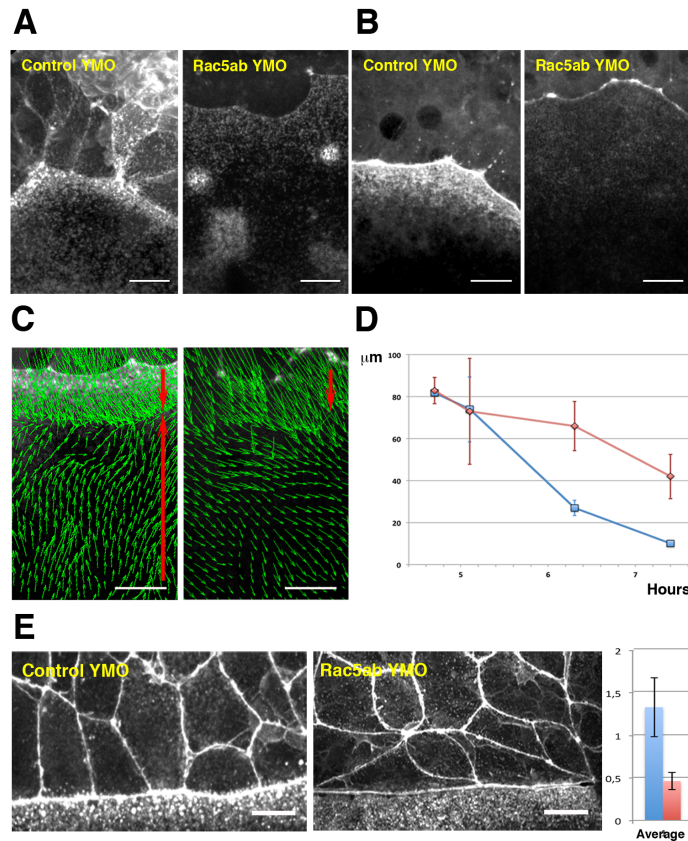 A
B
Control YMO
Rac5ab YMO
Control YMO
Rac5ab YMO
C
D
μm
100
80
60
40
20
0
5
6
7
Hours
E
Control YMO
Rac5ab YMO
2
1,5
1
0,5
0
Average